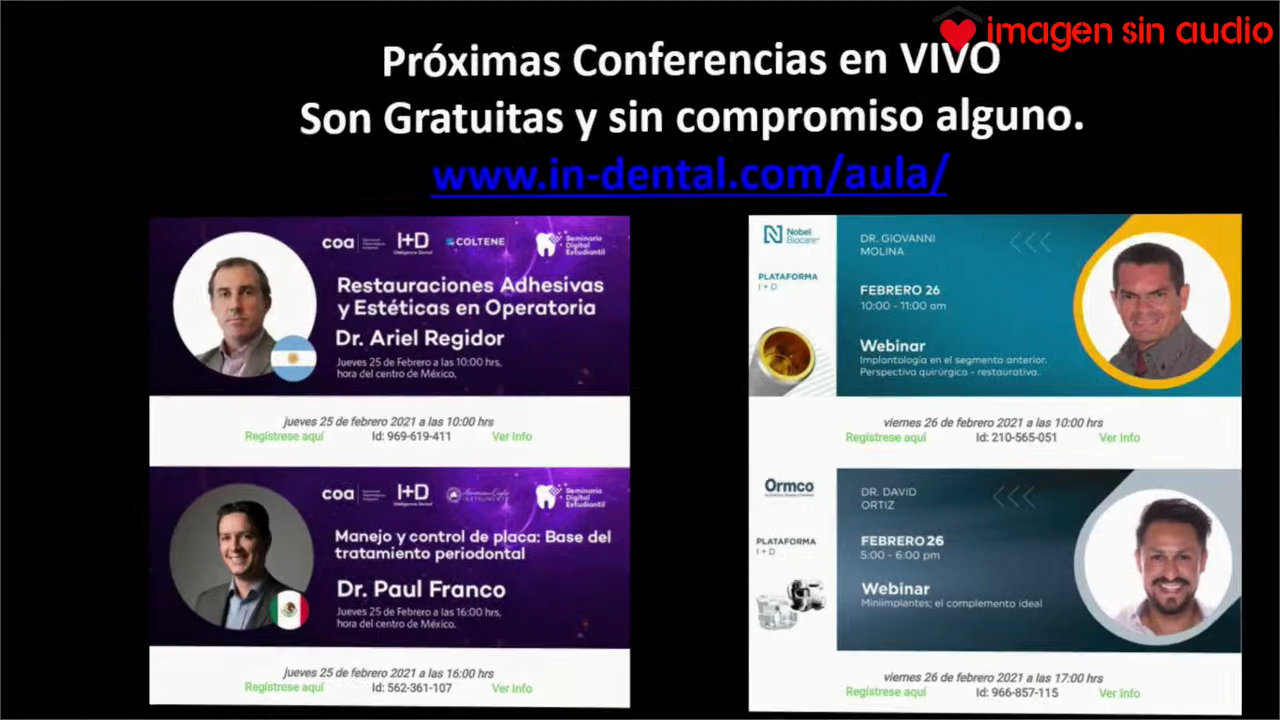 imagen sin audio
Próximas Conferencias en VIVO
Son Gratuitas y sin compromiso alguno.
www.in-dental.com/aula/
coa
I+D
Inteligencia Dental
COLTENE
Seminario
Digital
Estudiantil
Restauraciones Adhesivas
y Estéticas en Operatoria
Dr. Ariel Regidor
Jueves 25 de Febrero a las 10:00 hrs,
hora del centro de México.
jueves 25 de febrero 2021 a las 10:00 hrs
Regístrese aquí Id: 969-619-411 Ver Info
coa
I+D
Inteligencia Dental
Seminario
Digital
Estudiantil
Manejo y control de placa: Base del
tratamiento periodontal
Dr. Paul Franco
Jueves 25 de Febrero a las 16:00 hrs,
hora del centro de México.
jueves 25 de febrero 2021 a las 16:00 hrs
Regístrese aquí Id: 562-361-107 Ver Info
Nobel
Biocare
PLATAFORMA
I + D
DR. GIOVANNI
MOLINA
FEBRERO 26
10:00 - 11:00 am
Webinar
Implantología en el segmento anterior.
Perspectiva quirúrgica - restaurativa.
viernes 26 de febrero 2021 a las 10:00 hrs
Regístrese aquí Id: 210-565-051 Ver Info
Ormco
PLATAFORMA
I + D
DR. DAVID
ORTIZ
FEBRERO 26
5:00 - 6:00 pm
Webinar
Miniimplantes; el complemento ideal
viernes 26 de febrero 2021 a las 17:00 hrs
Regístrese aquí Id: 966-857-115 Ver Info